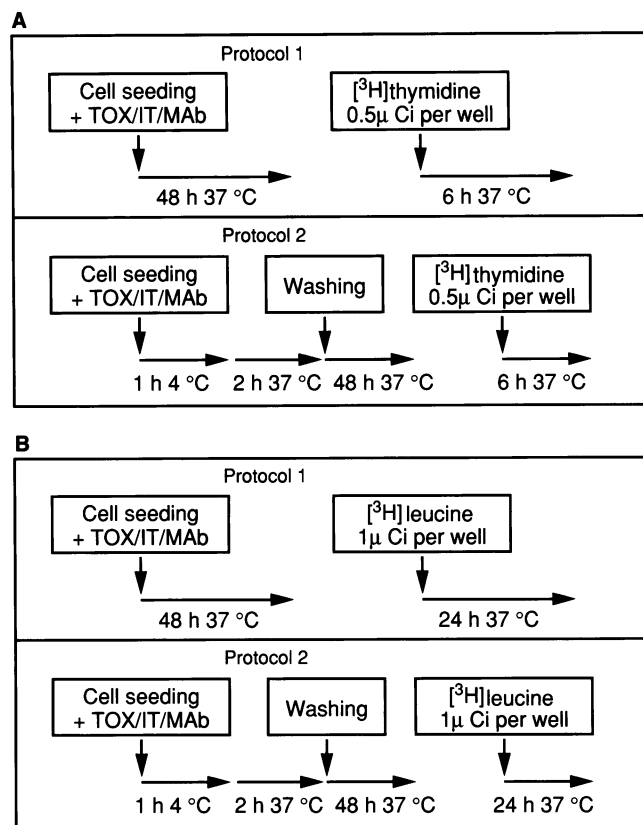 A
Protocol 1
Cell seeding
+ TOX/IT/MAb
[³H]thymidine
0.5μ Ci per well
48 h 37 °C
6 h 37 °C
Protocol 2
Cell seeding
+ TOX/IT/MAb
Washing
[³H]thymidine
0.5μ Ci per well
1 h 4 °C
2 h 37 °C
48 h 37 °C
6 h 37 °C
B
Protocol 1
Cell seeding
+ TOX/IT/MAb
[³H] leucine
1μ Ci per well
48 h 37 °C
24 h 37 °C
Protocol 2
Cell seeding
+ TOX/IT/MAb
Washing
[³H]leucine
1μ Ci per well
1 h 4 °C
2 h 37 °C
48 h 37 °C
24 h 37 °C